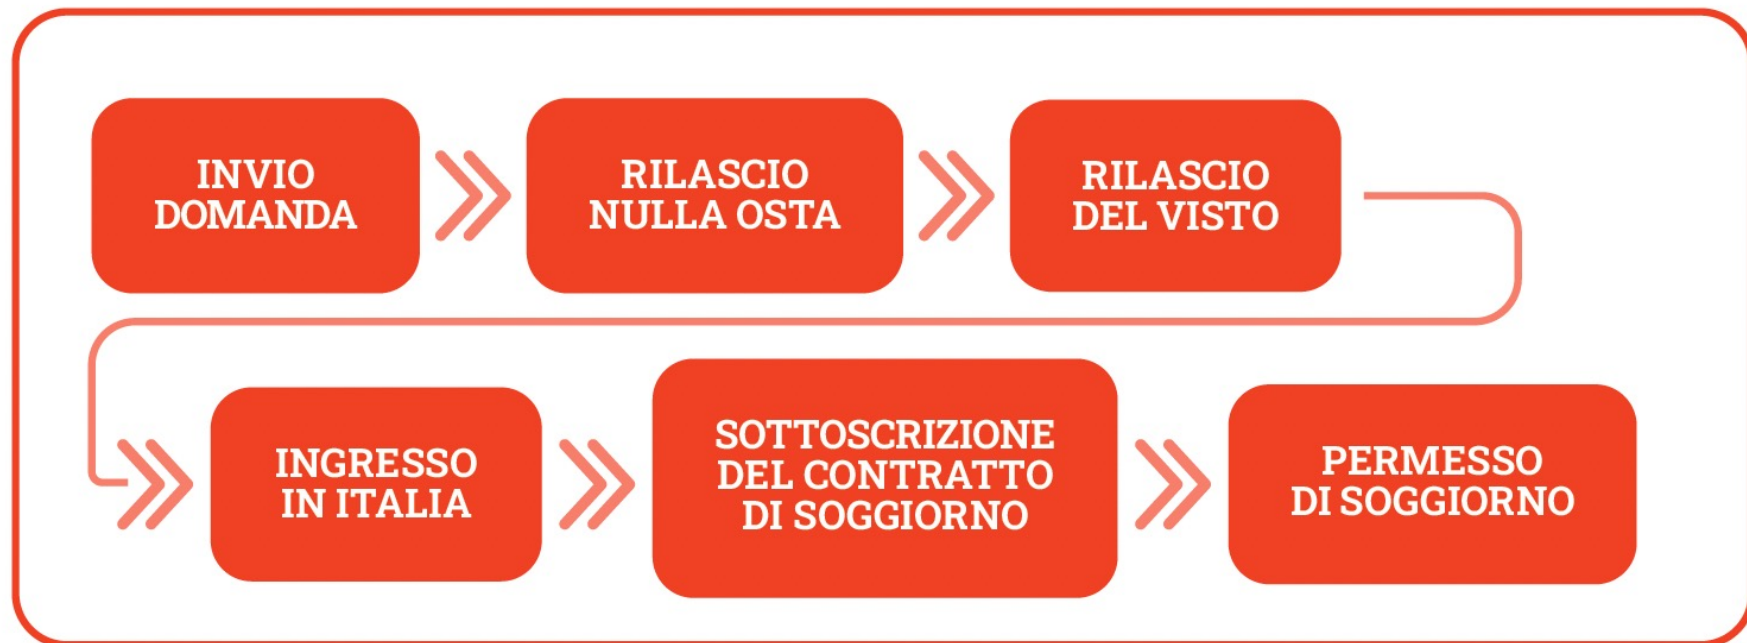 INVIO
DOMANDA
RILASCIO
NULLA OSTA
RILASCIO
DEL VISTO
INGRESSO
IN ITALIA
SOTTOSCRIZIONE
DEL CONTRATTO
DI SOGGIORNO
PERMESSO
DI SOGGIORNO